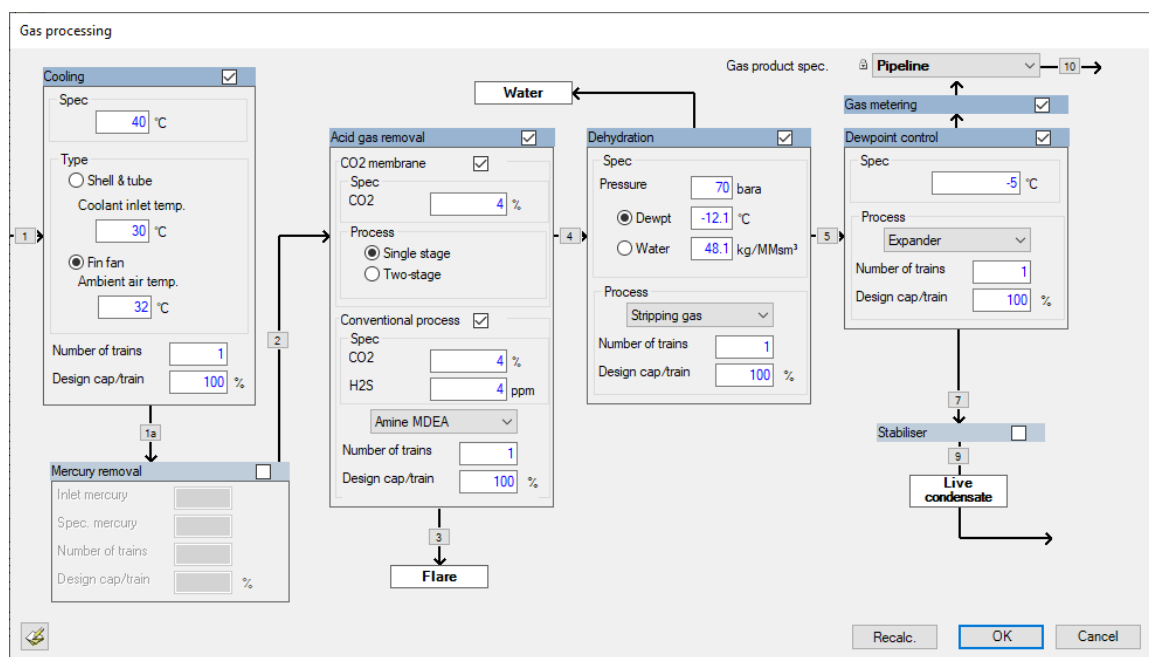 Gas processing
Gas product spec. Pipeline 10
Cooling
Spec
40 °C
Type
Shell & tube
Coolant inlet temp.
30 °C
Fin fan
Ambient air temp.
32 °C
Number of trains 1
Design cap/train 100 %
1
1a
Mercury removal
Inlet mercury
Spec. mercury
Number of trains
Design cap/train %
2
Acid gas removal
CO2 membrane
Spec
CO2 4 %
Process
Single stage
Two-stage
Conventional process
Spec
CO2 4 %
H2S 4 ppm
Amine MDEA
Number of trains 1
Design cap/train 100 %
3
Flare
4
Water
Dehydration
Spec
Pressure 70 bara
Dewpt -12.1 °C
Water 48.1 kg/MMsm³
Process
Stripping gas
Number of trains 1
Design cap/train 100 %
5
Gas metering
Dewpoint control
Spec
-5 °C
Process
Expander
Number of trains 1
Design cap/train 100 %
7
Stabiliser
9
Live
condensate
Recalc. OK Cancel